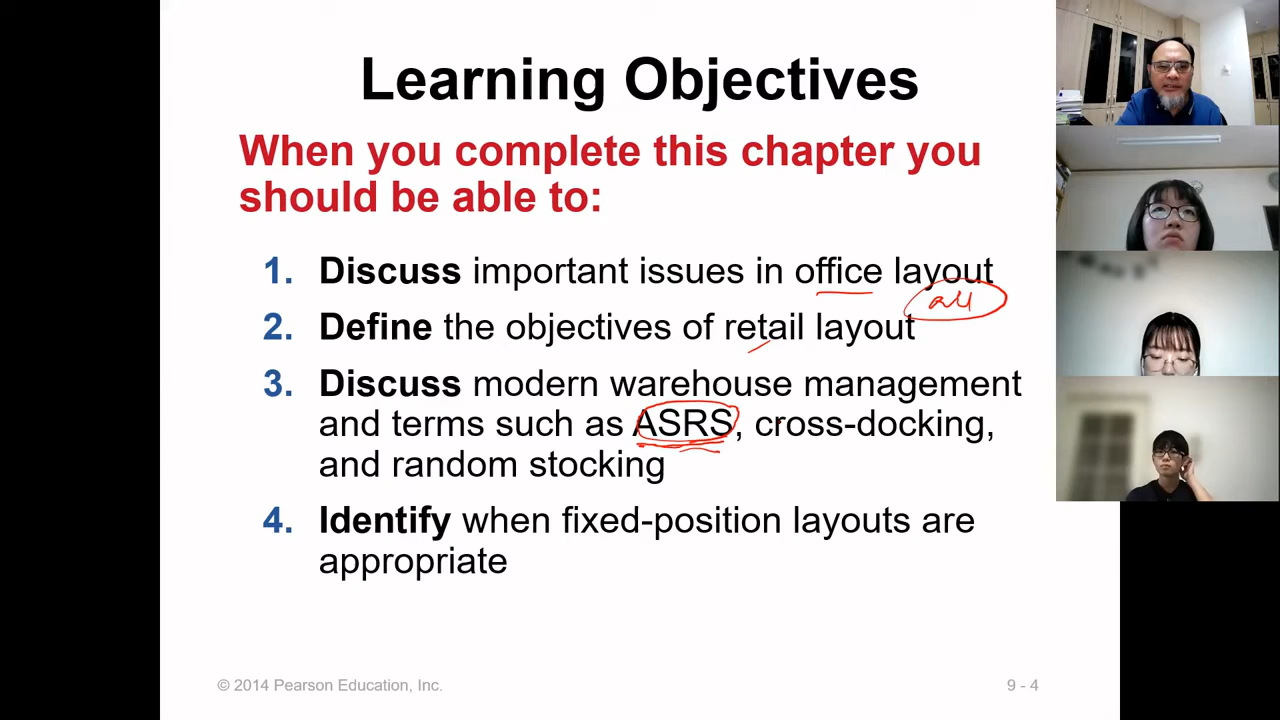 Learning Objectives
When you complete this chapter you
should be able to:
1. Discuss important issues in office layout
all
2. Define the objectives of retail layout
3. Discuss modern warehouse management
and terms such as ASRS, cross-docking,
and random stocking
4. Identify when fixed-position layouts are
appropriate
© 2014 Pearson Education, Inc.
9 - 4